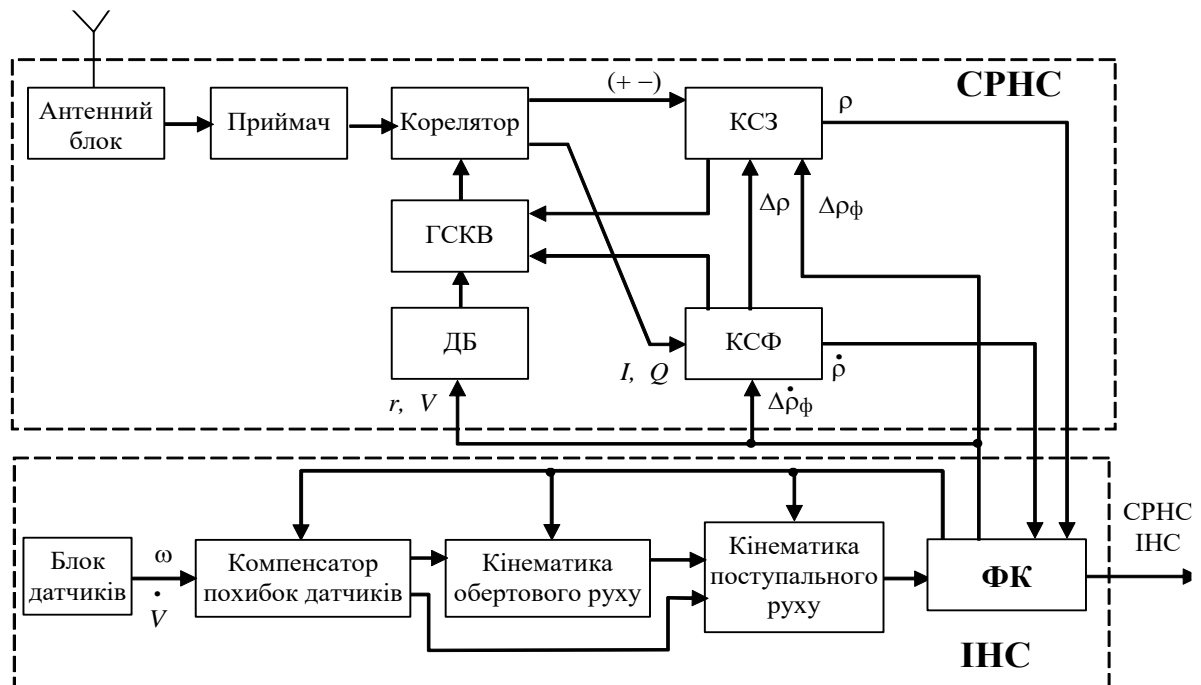 СРНС
(+ −)
Антенний
блок
Приймач
Корелятор
КСЗ
ρ
Δρ
Δρф
ГСКВ
ДБ
КСФ
I, Q
ρ̇
r, V
Δρ̇ф
СРНС
ІНС
Блок
датчиків
ω
V̇
Компенсатор
похибок датчиків
Кінематика
обертового руху
Кінематика
поступального
руху
ФК
ІНС